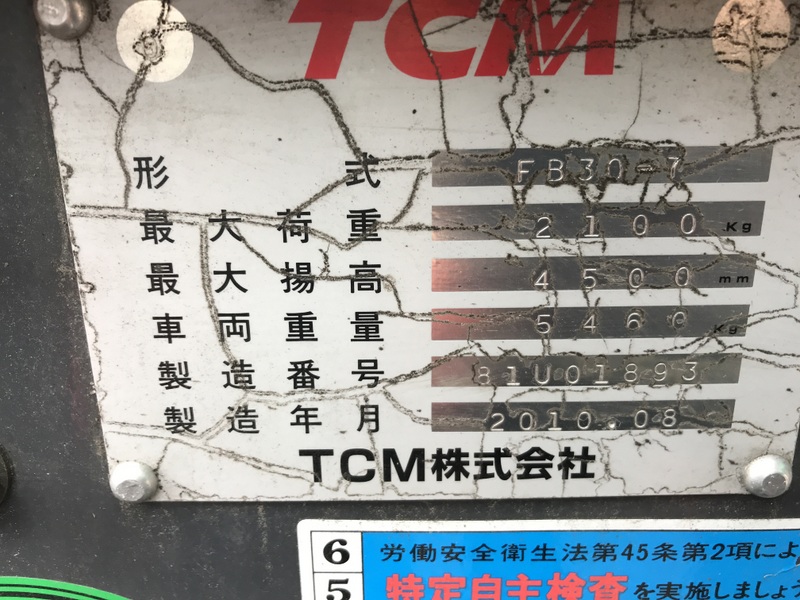 TCM
形式 FB30-7
最大荷重 2100 Kg
最大揚高 4500 mm
車両重量 5460 Kg
製造番号 81U01893
製造年月 2010.08
TCM株式会社
6 労働安全衛生法第45条第2項によ
5 特定自主検査を実施しましょう